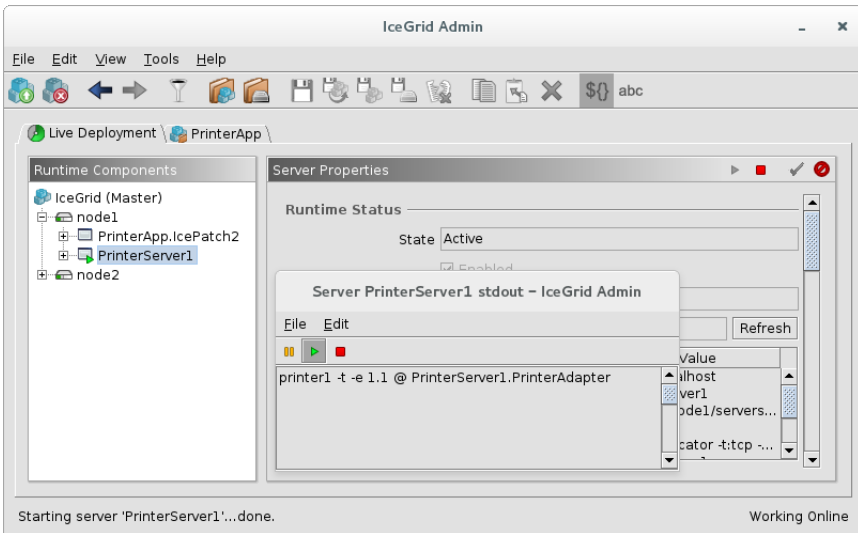 IceGrid Admin
File Edit View Tools Help
${} abc
Live Deployment PrinterApp
Runtime Components
IceGrid (Master)
node1
PrinterApp.IcePatch2
PrinterServer1
node2
Server Properties
Runtime Status
State Active
Enabled
Server PrinterServer1 stdout – IceGrid Admin
File Edit
printer1 -t -e 1.1 @ PrinterServer1.PrinterAdapter
Refresh
Value
alhost
ver1
ode1/servers...
cator -t:tcp -...
Starting server 'PrinterServer1'...done.
Working Online